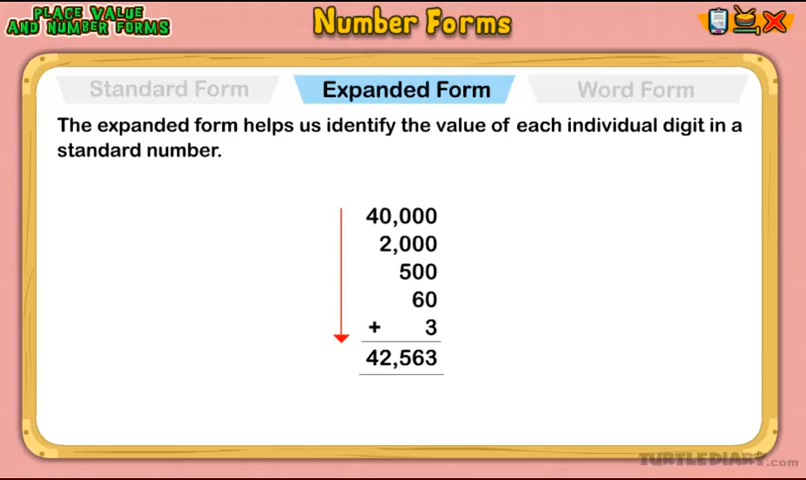 PLACE VALUE
AND NUMBER FORMS
Number Forms
Standard Form
Expanded Form
Word Form
The expanded form helps us identify the value of each individual digit in a
standard number.
40,000
2,000
500
60
+ 3
42,563
TURTLEDIARY.com